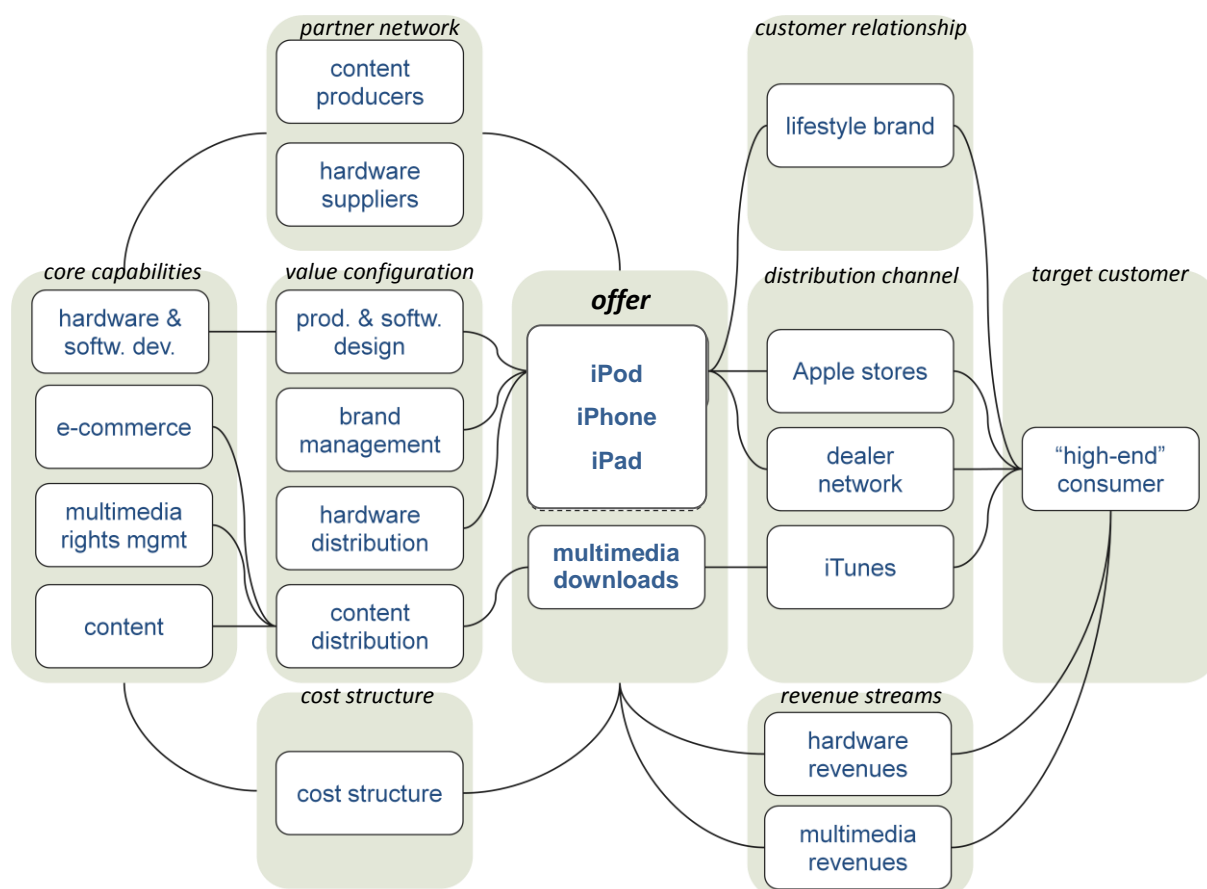 partner network
content
producers
hardware
suppliers
customer relationship
lifestyle brand
core capabilities
hardware &
softw. dev.
e-commerce
multimedia
rights mgmt
content
value configuration
prod. & softw.
design
brand
management
hardware
distribution
content
distribution
offer
iPod
iPhone
iPad
multimedia
downloads
distribution channel
Apple stores
dealer
network
iTunes
target customer
“high-end”
consumer
cost structure
cost structure
revenue streams
hardware
revenues
multimedia
revenues